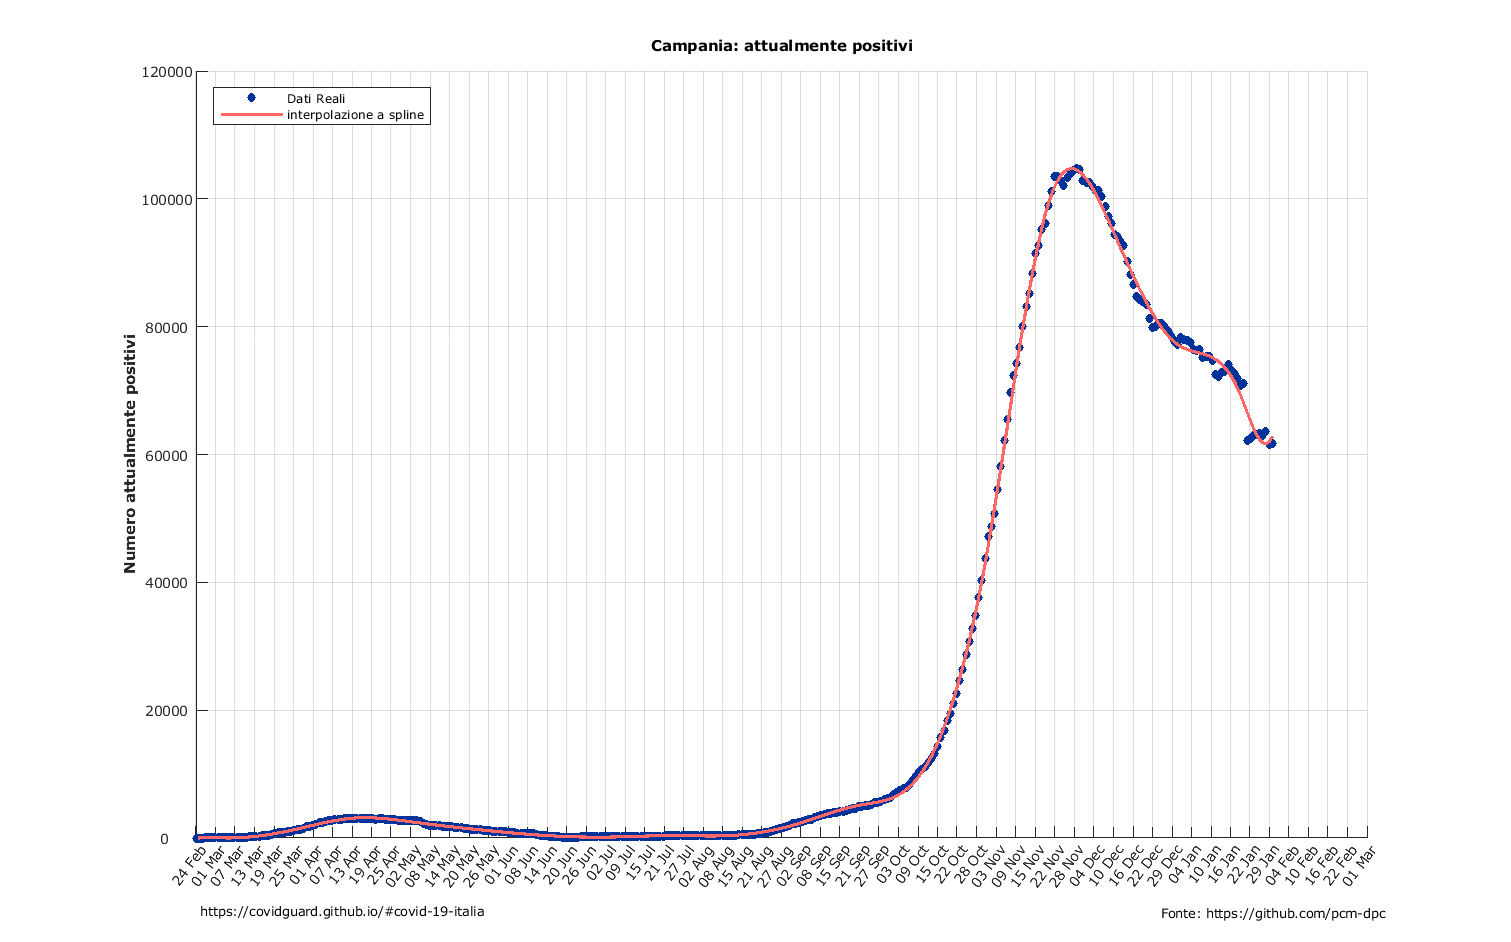 Campania: attualmente positivi
120000
100000
80000
60000
40000
20000
0
Numero attualmente positivi
Dati Reali
interpolazione a spline
24 Feb
01 Mar
07 Mar
13 Mar
19 Mar
25 Mar
01 Apr
07 Apr
13 Apr
19 Apr
25 Apr
02 May
08 May
14 May
20 May
26 May
01 Jun
08 Jun
14 Jun
20 Jun
26 Jun
02 Jul
09 Jul
15 Jul
21 Jul
27 Jul
02 Aug
08 Aug
15 Aug
21 Aug
27 Aug
02 Sep
08 Sep
15 Sep
21 Sep
27 Sep
03 Oct
09 Oct
15 Oct
22 Oct
28 Oct
03 Nov
09 Nov
15 Nov
22 Nov
28 Nov
04 Dec
10 Dec
16 Dec
22 Dec
29 Dec
04 Jan
10 Jan
16 Jan
22 Jan
29 Jan
04 Feb
10 Feb
16 Feb
22 Feb
01 Mar
https://covidguard.github.io/#covid-19-italia
Fonte: https://github.com/pcm-dpc